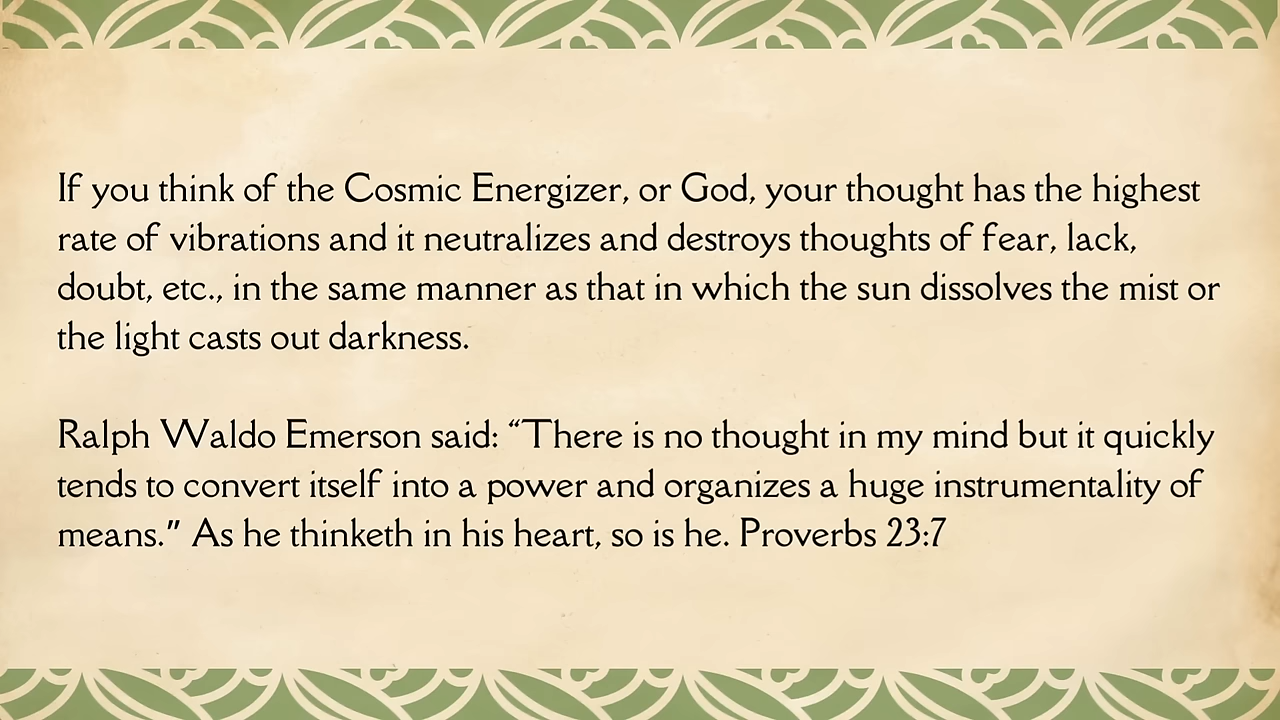 If you think of the Cosmic Energizer, or God, your thought has the highest
rate of vibrations and it neutralizes and destroys thoughts of fear, lack,
doubt, etc., in the same manner as that in which the sun dissolves the mist or
the light casts out darkness.
Ralph Waldo Emerson said: “There is no thought in my mind but it quickly
tends to convert itself into a power and organizes a huge instrumentality of
means." As he thinketh in his heart, so is he. Proverbs 23:7